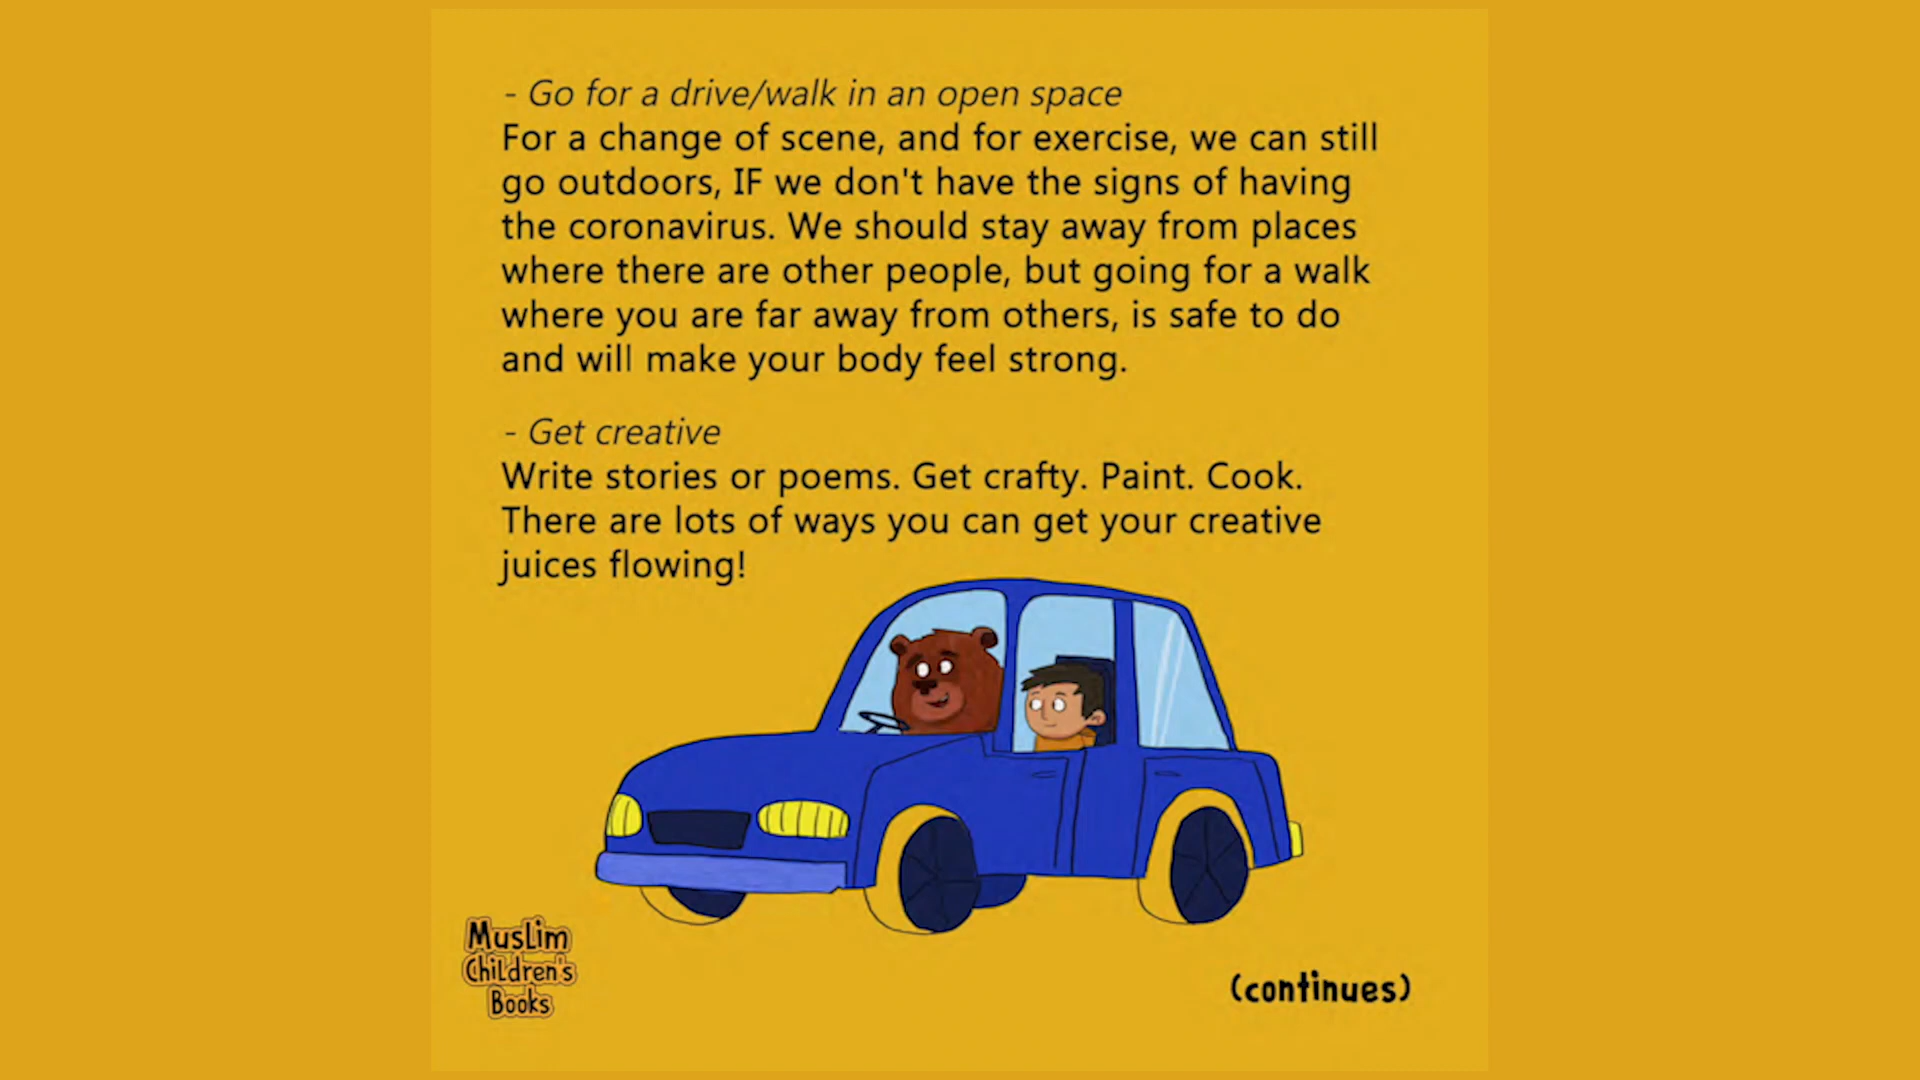 - Go for a drive/walk in an open space
For a change of scene, and for exercise, we can still
go outdoors, IF we don't have the signs of having
the coronavirus. We should stay away from places
where there are other people, but going for a walk
where you are far away from others, is safe to do
and will make your body feel strong.
- Get creative
Write stories or poems. Get crafty. Paint. Cook.
There are lots of ways you can get your creative
juices flowing!
Muslim
Children's
Books
(continues)